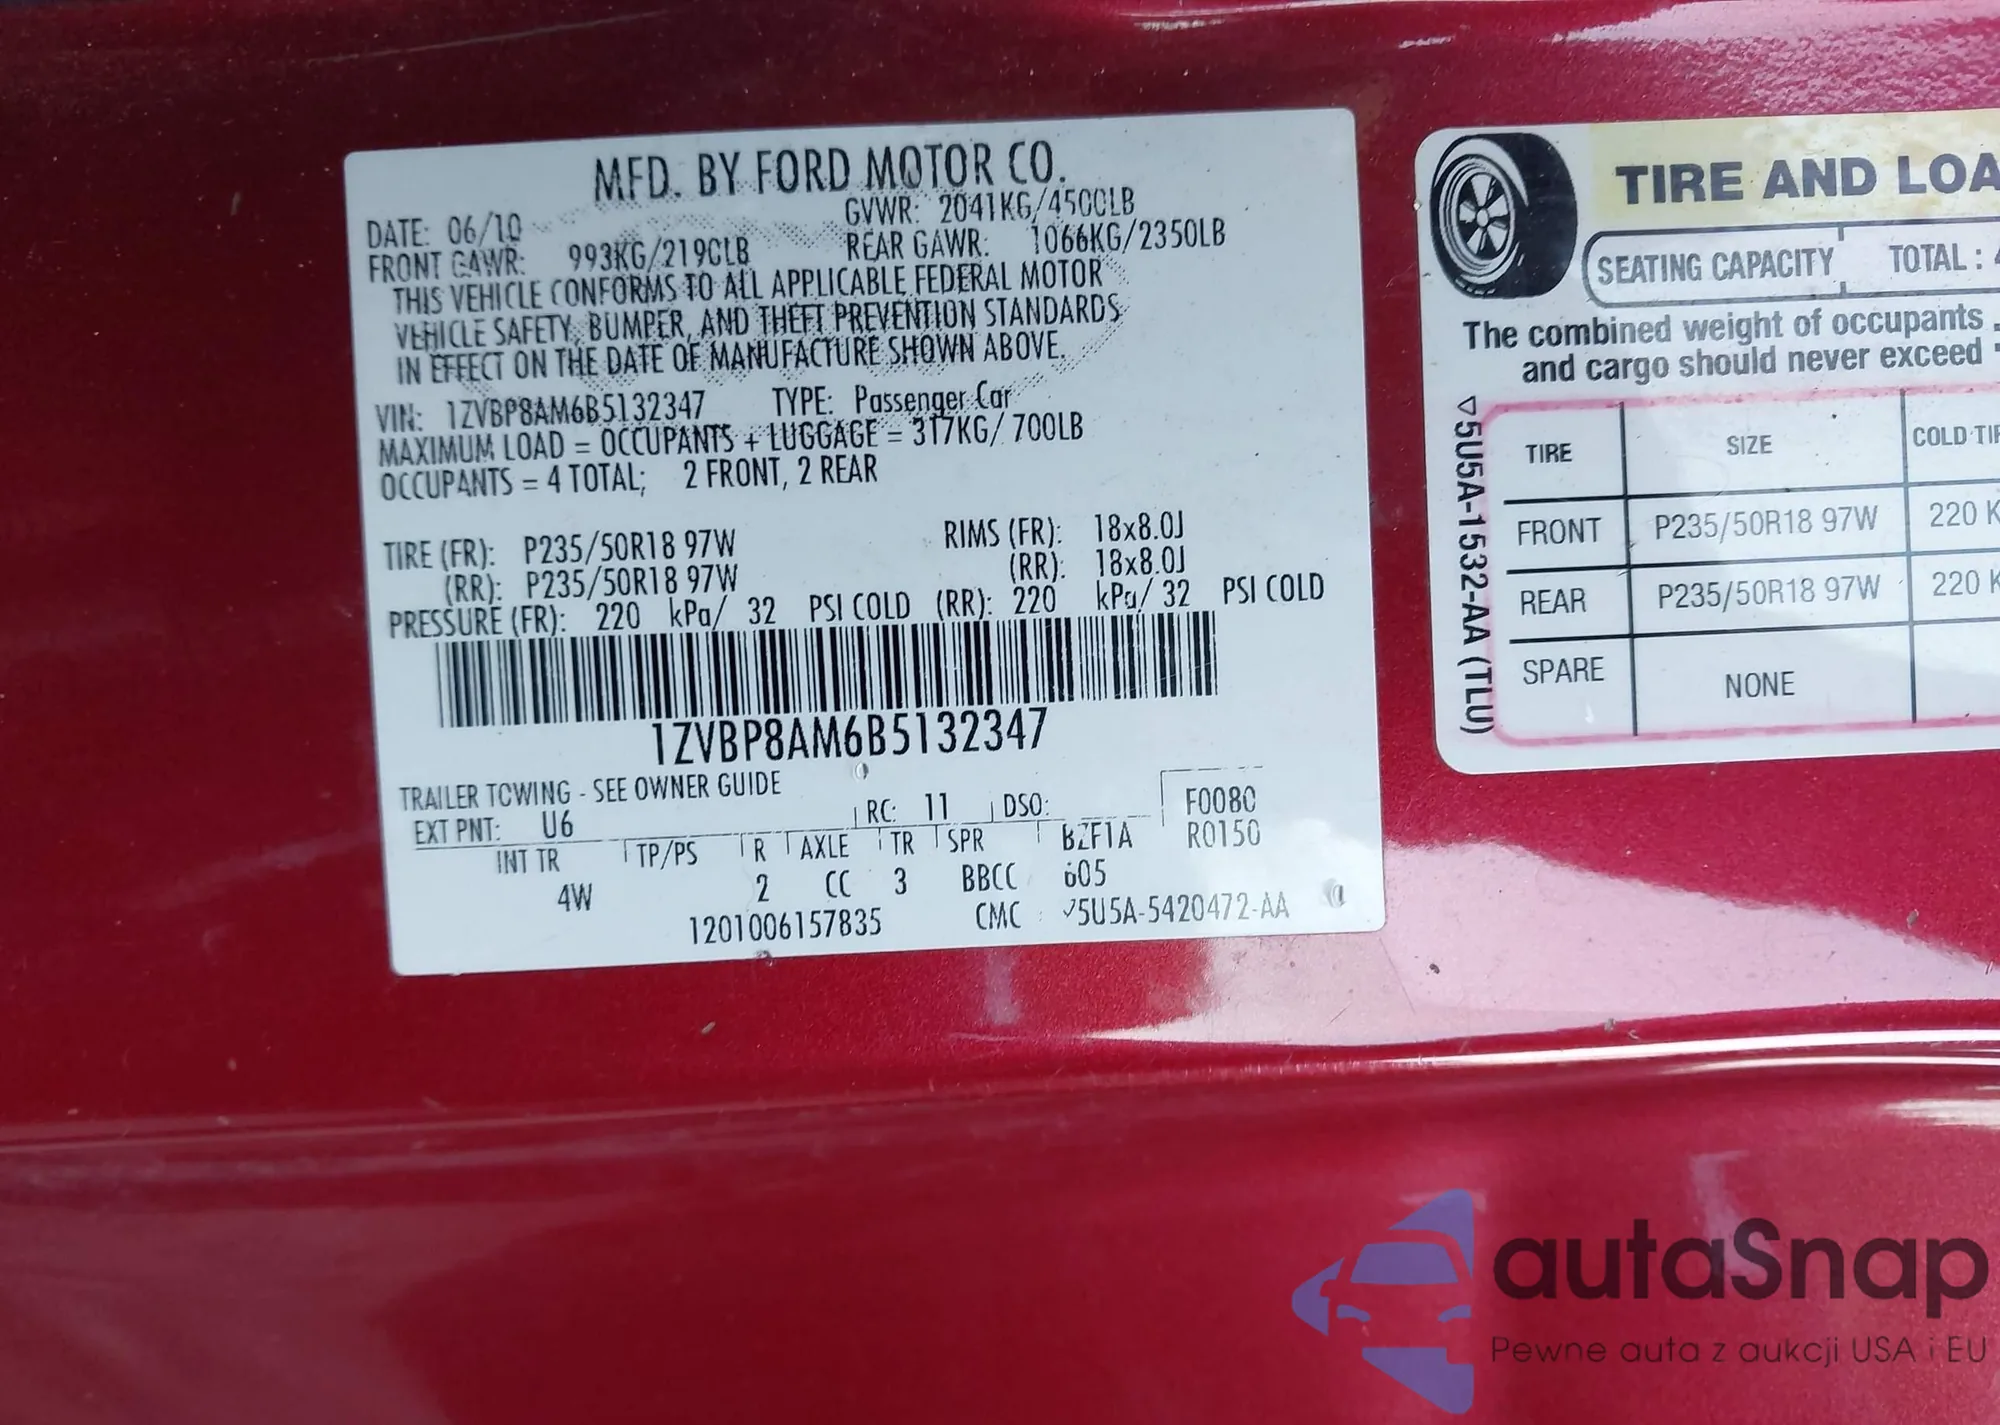 MFD. BY FORD MOTOR CO.
DATE: 06/10 GVWR: 2041KG/4500LB
FRONT GAWR: 993KG/2190LB REAR GAWR: 1066KG/2350LB
THIS VEHICLE CONFORMS TO ALL APPLICABLE FEDERAL MOTOR
VEHICLE SAFETY, BUMPER, AND THEFT PREVENTION STANDARDS
IN EFFECT ON THE DATE OF MANUFACTURE SHOWN ABOVE.
VIN: 1ZVBP8AM6B5132347 TYPE: Passenger Car
MAXIMUM LOAD = OCCUPANTS + LUGGAGE = 317KG/ 700LB
OCCUPANTS = 4 TOTAL; 2 FRONT, 2 REAR
TIRE (FR): P235/50R18 97W RIMS (FR): 18x8.0J
(RR): P235/50R18 97W (RR): 18x8.0J
PRESSURE (FR): 220 kPa/ 32 PSI COLD (RR): 220 kPa/ 32 PSI COLD
1ZVBP8AM6B5132347
TRAILER TOWING - SEE OWNER GUIDE
EXT PNT: U6 RC: 11 DSO: F0080
INT TR TP/PS R AXLE TR SPR BZF1A R0150
4W 2 CC 3 BBCC 605
1201006157835 CMC 5U5A-5420472-AA
TIRE AND LOA
SEATING CAPACITY TOTAL : 4
The combined weight of occupants
and cargo should never exceed
5U5A-1532-AA (TLU)
TIRE SIZE COLD TI
FRONT P235/50R18 97W 220 K
REAR P235/50R18 97W 220 K
SPARE NONE
autaSnap
Pewne auta z aukcji USA i EU